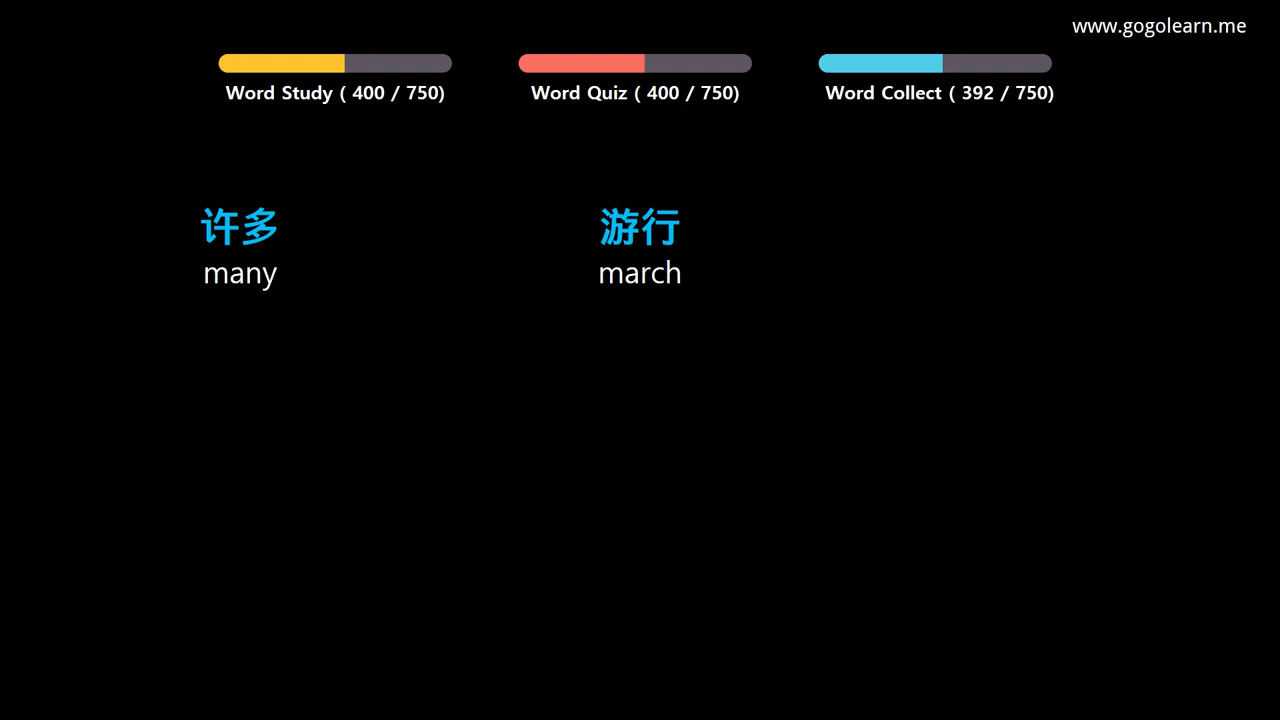 www.gogolearn.me
Word Study ( 400 / 750)
Word Quiz ( 400 / 750)
Word Collect ( 392 / 750)
许多
many
游行
march